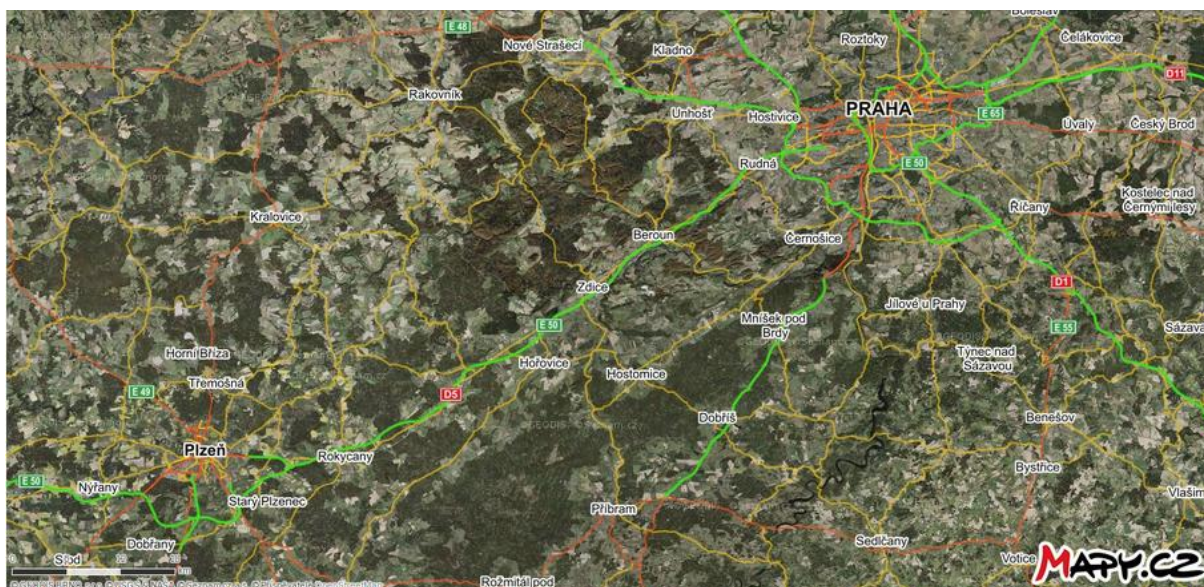 Boleslav
E 48
Nové Strašecí
Kladno
Roztoky
Čelákovice
D11
Rakovník
Unhošť
Hostivice
PRAHA
E 65
Úvaly
Český Brod
Rudná
E 50
Kostelec nad
Černými lesy
Kralovice
Říčany
Beroun
Černošice
Zdice
D1
Jílové u Prahy
Mníšek pod
Brdy
E 50
E 55
Sázava
Horní Bříza
Hořovice
Týnec nad
Sázavou
Třemošná
Hostomice
E 49
D5
Dobříš
Benešov
Plzeň
Rokycany
Bystřice
E 50
Nýřany
Starý Plzenec
Vlašim
Příbram
Sedlčany
Dobřany
Votice
Rožmitál pod
km
MAPY.CZ